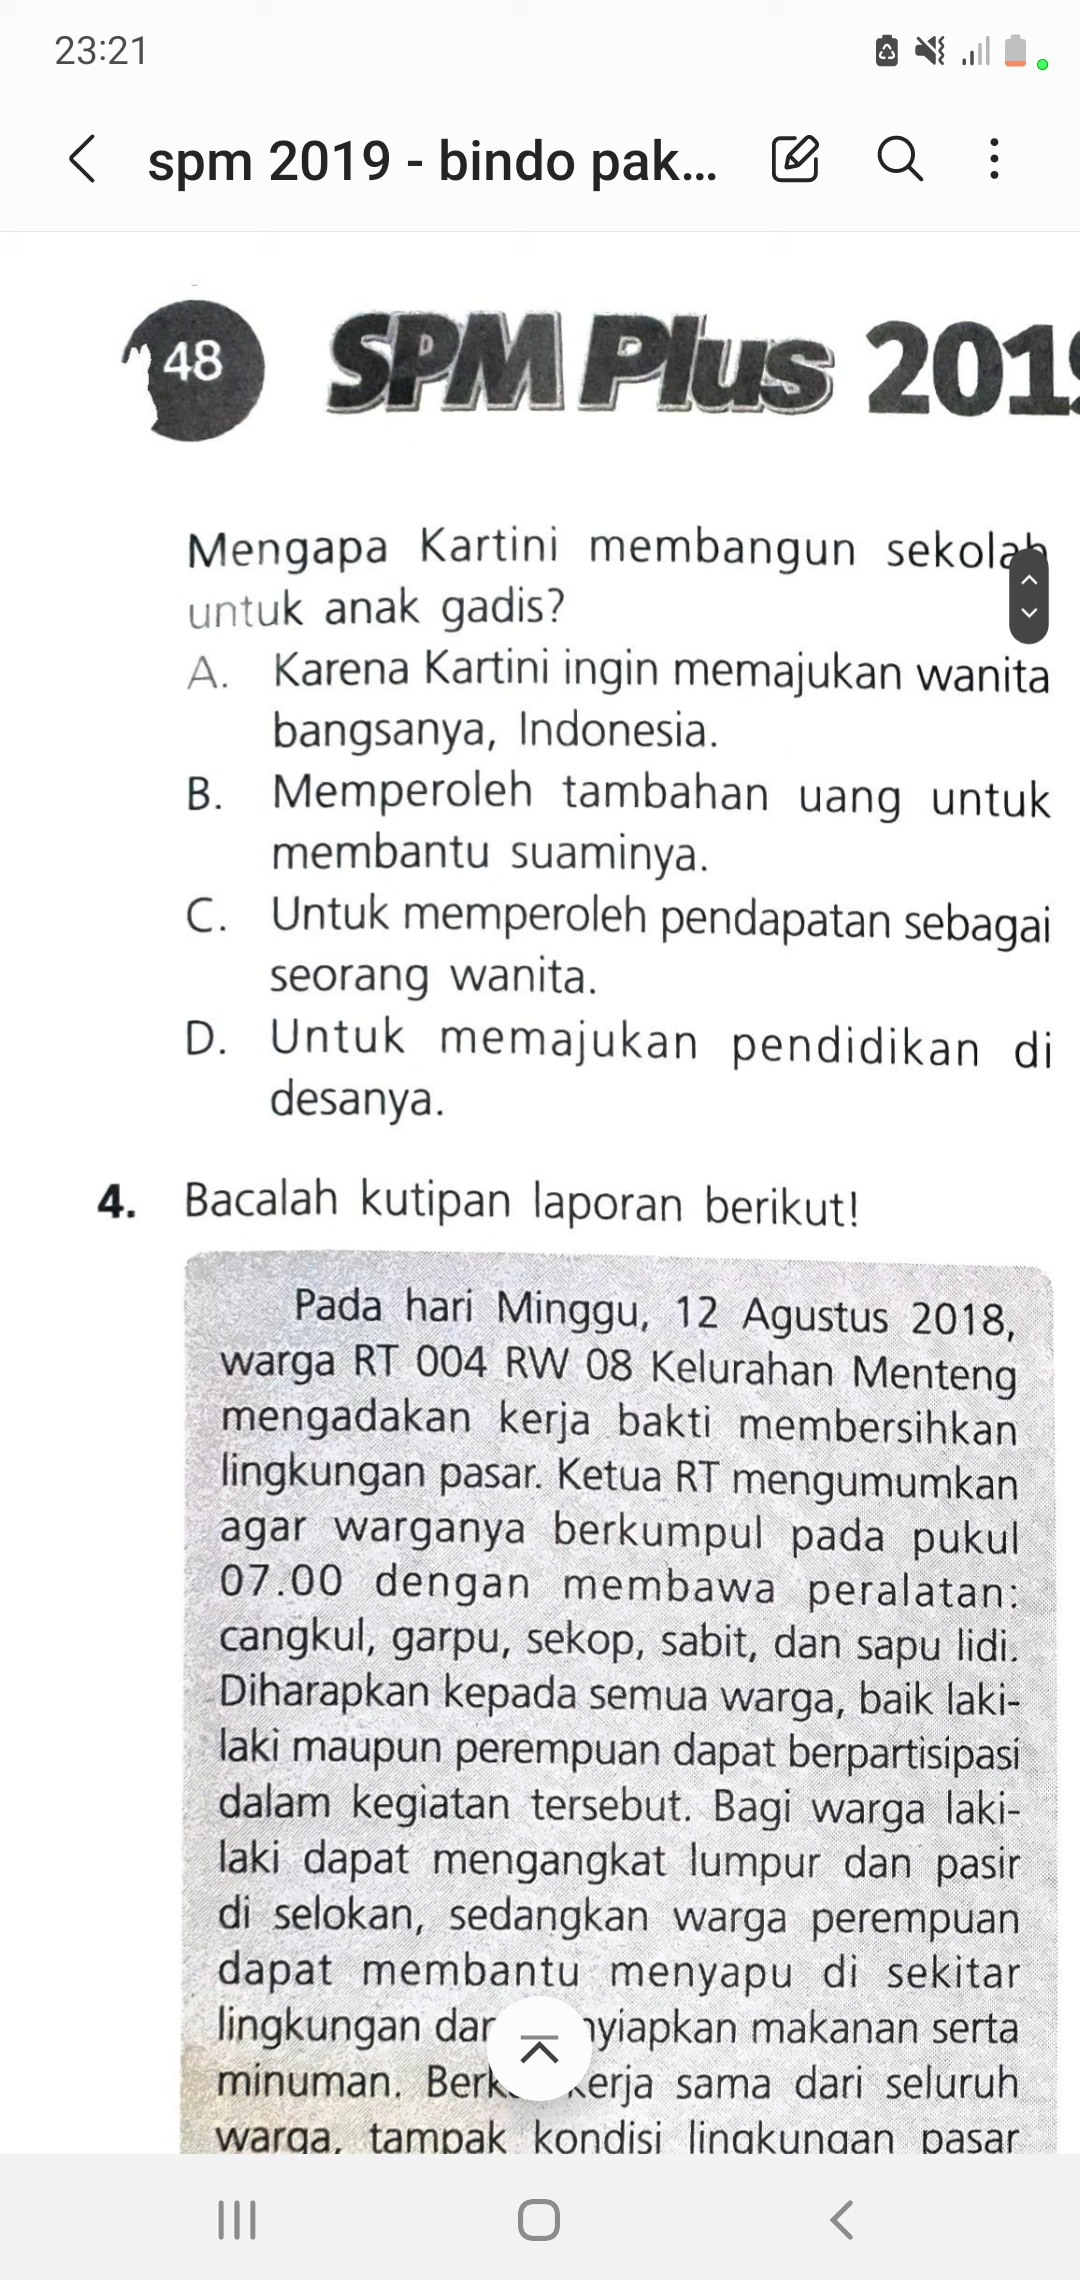 23:21
spm 2019 - bindo pak...
48 SPM Plus 201
Mengapa Kartini membangun sekolah
untuk anak gadis?
A. Karena Kartini ingin memajukan wanita
bangsanya, Indonesia.
B. Memperoleh tambahan uang untuk
membantu suaminya.
C. Untuk memperoleh pendapatan sebagai
seorang wanita.
D. Untuk memajukan pendidikan di
desanya.
4. Bacalah kutipan laporan berikut!
Pada hari Minggu, 12 Agustus 2018,
warga RT 004 RW 08 Kelurahan Menteng
mengadakan kerja bakti membersihkan
lingkungan pasar. Ketua RT mengumumkan
agar warganya berkumpul pada pukul
07.00 dengan membawa peralatan:
cangkul, garpu, sekop, sabit, dan sapu lidi.
Diharapkan kepada semua warga, baik laki-
laki maupun perempuan dapat berpartisipasi
dalam kegiatan tersebut. Bagi warga laki-
laki dapat mengangkat lumpur dan pasir
di selokan, sedangkan warga perempuan
dapat membantu menyapu di sekitar
lingkungan makanan serta
minuman. kerja sama dari seluruh
warga, tampak kondisi lingkungan pasar